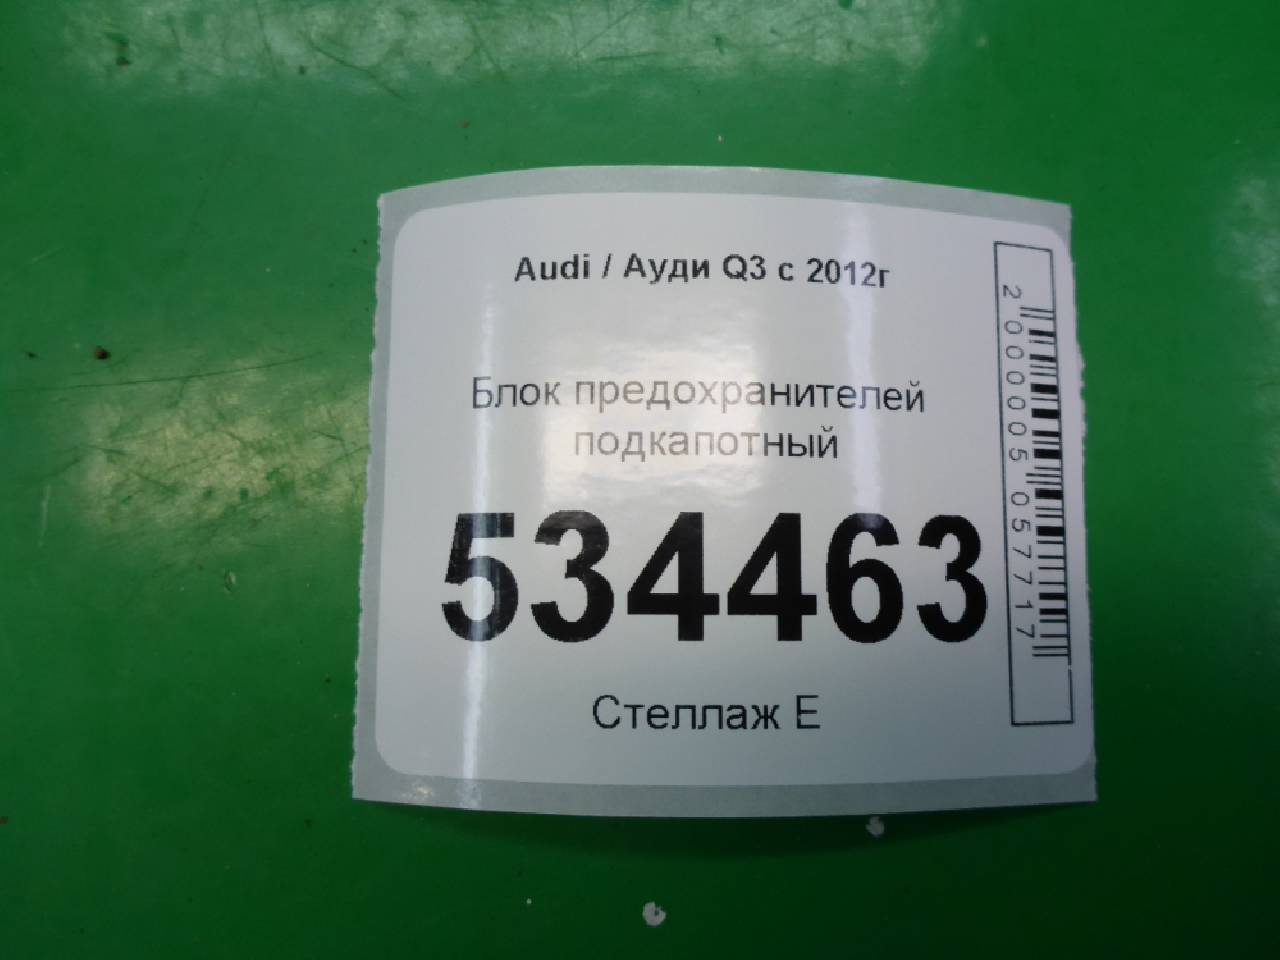 Audi / Ауди Q3 с 2012г
Блок предохранителей
подкапотный
534463
Стеллаж Е
2000005057717